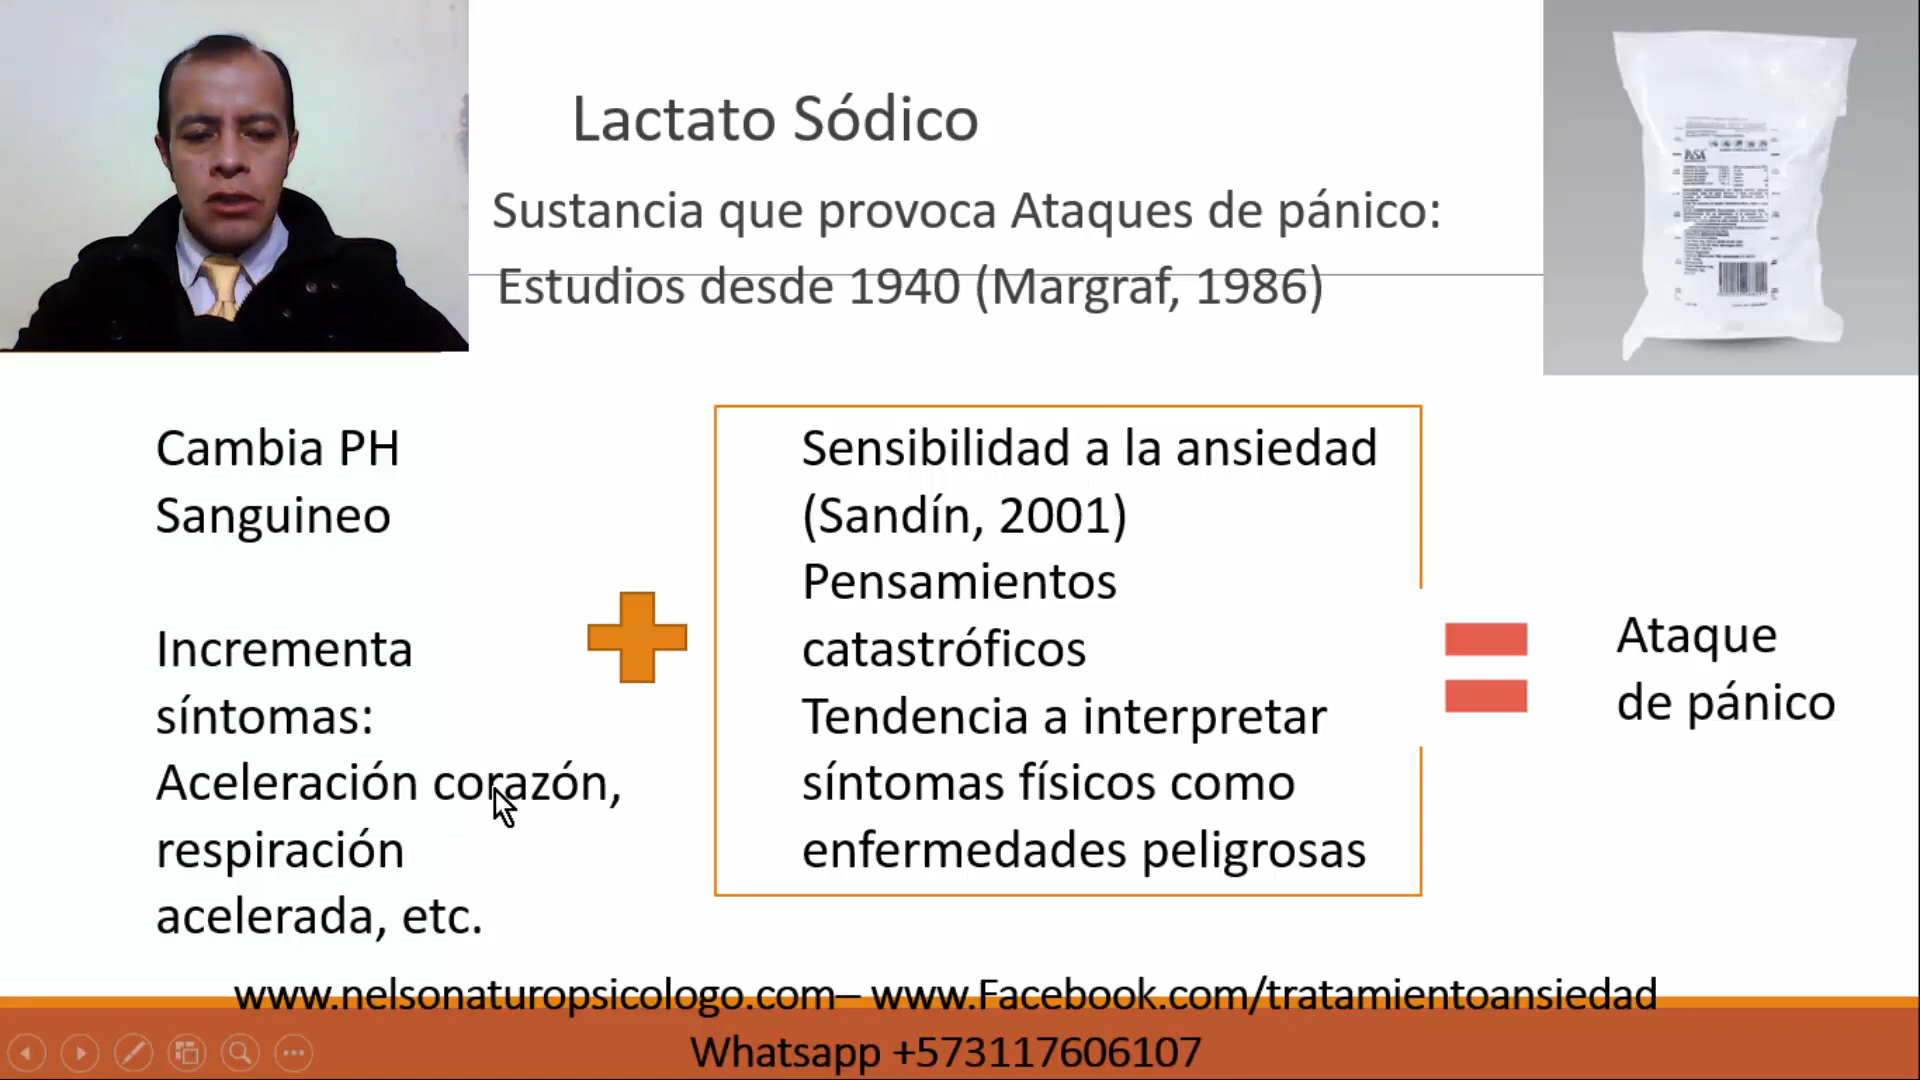 Lactato Sódico
Sustancia que provoca Ataques de pánico:
Estudios desde 1940 (Margraf, 1986)
PiSA
Cambia PH
Sanguineo
Incrementa
síntomas:
Aceleración corazón,
respiración
acelerada, etc.
Sensibilidad a la ansiedad
(Sandín, 2001)
Pensamientos
catastróficos
Tendencia a interpretar
síntomas físicos como
enfermedades peligrosas
Ataque
de pánico
www.nelsonaturopsicologo.com– www.Facebook.com/tratamientoansiedad
Whatsapp +573117606107